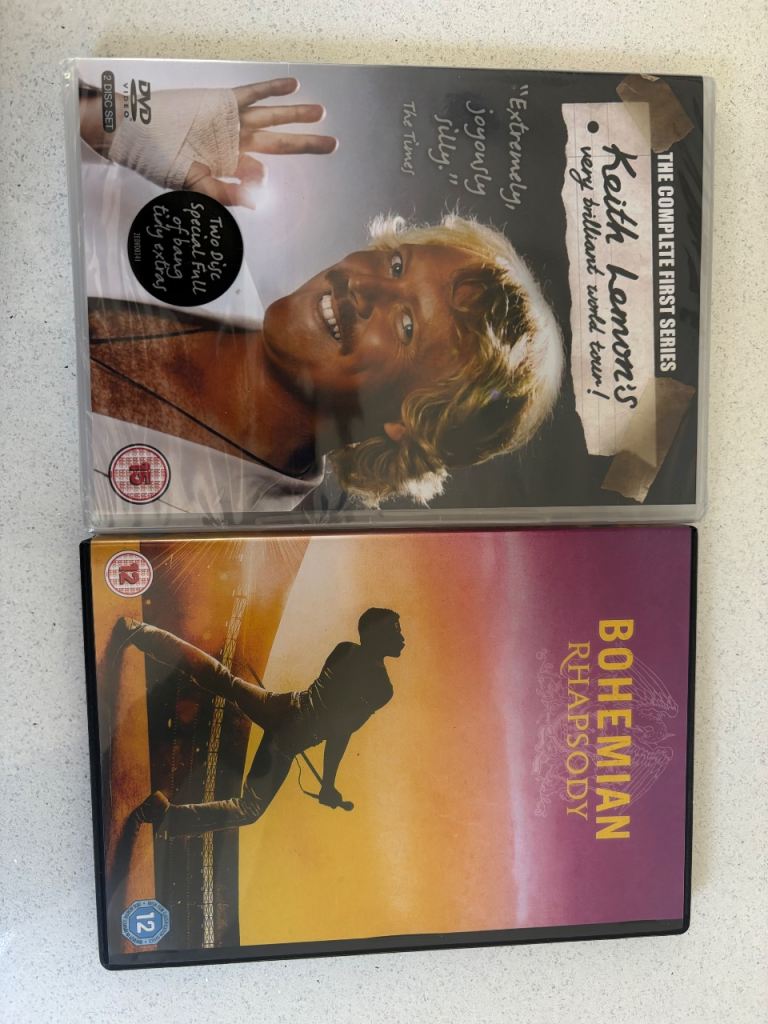 THE COMPLETE FIRST SERIES
Keith Lemon's
very brilliant world tour!
"Extremely,
joyously
silly."
The Times
Two Disc
Special Full
of bang
tidy extras
DVD
VIDEO
2 DISC SET
15
BOHEMIAN
RHAPSODY
12
12